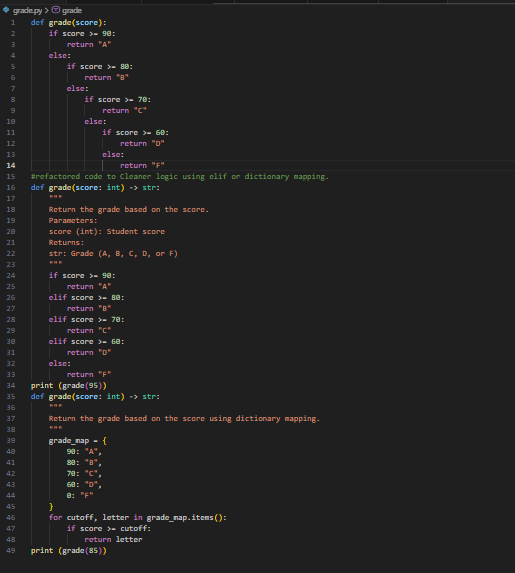 grade.py > grade
1 def grade(score):
2     if score >= 90:
3         return "A"
4     else:
5         if score >= 80:
6             return "B"
7         else:
8             if score >= 70:
9                 return "C"
10             else:
11                 if score >= 60:
12                     return "D"
13                 else:
14                     return "F"
15 #refactored code to Cleaner logic using elif or dictionary mapping.
16 def grade(score: int) -> str:
17     """
18     Return the grade based on the score.
19     Parameters:
20     score (int): Student score
21     Returns:
22     str: Grade (A, B, C, D, or F)
23     """
24     if score >= 90:
25         return "A"
26     elif score >= 80:
27         return "B"
28     elif score >= 70:
29         return "C"
30     elif score >= 60:
31         return "D"
32     else:
33         return "F"
34 print (grade(95))
35 def grade(score: int) -> str:
36     """
37     Return the grade based on the score using dictionary mapping.
38     """
39     grade_map = {
40         90: "A",
41         80: "B",
42         70: "C",
43         60: "D",
44         0: "F"
45     }
46     for cutoff, letter in grade_map.items():
47         if score >= cutoff:
48             return letter
49 print (grade(85))